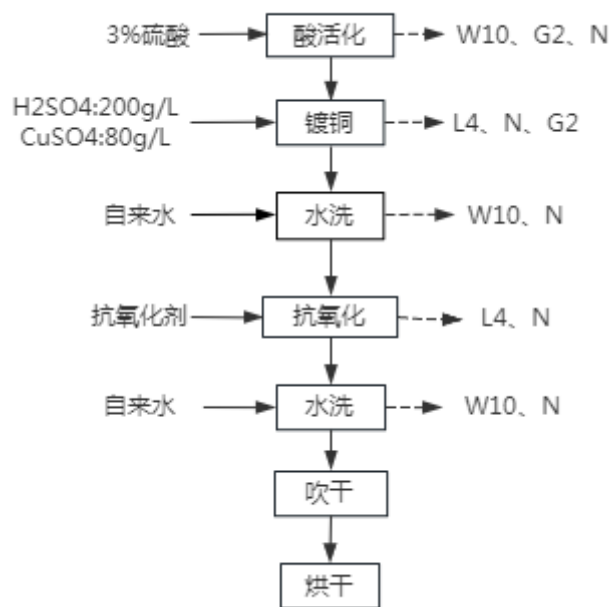 3%硫酸
酸活化
W10、G2、N
H2SO4:200g/L
CuSO4:80g/L
镀铜
L4、N、G2
自来水
水洗
W10、N
抗氧化剂
抗氧化
L4、N
自来水
水洗
W10、N
吹干
烘干